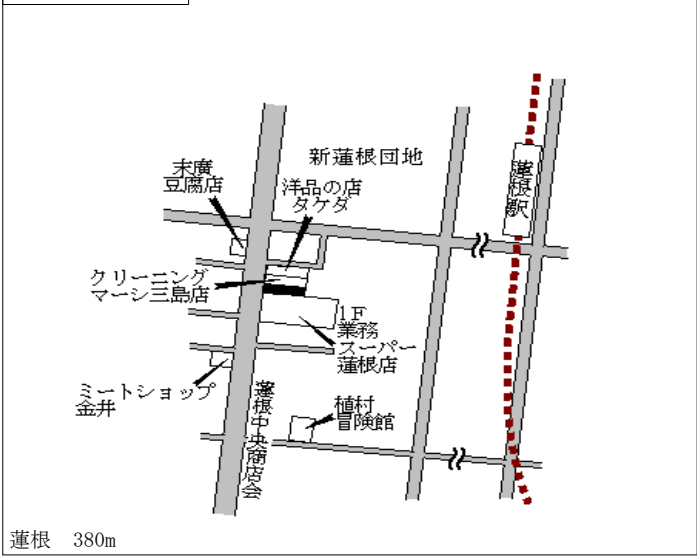 新蓮根団地
末廣
豆腐店
洋品の店
タケダ
蓮根駅
クリーニング
マーシ三島店
1F
業務
スーパー
蓮根店
ミートショップ
金井
蓮根中央商店会
植村
冒険館
蓮根 380m